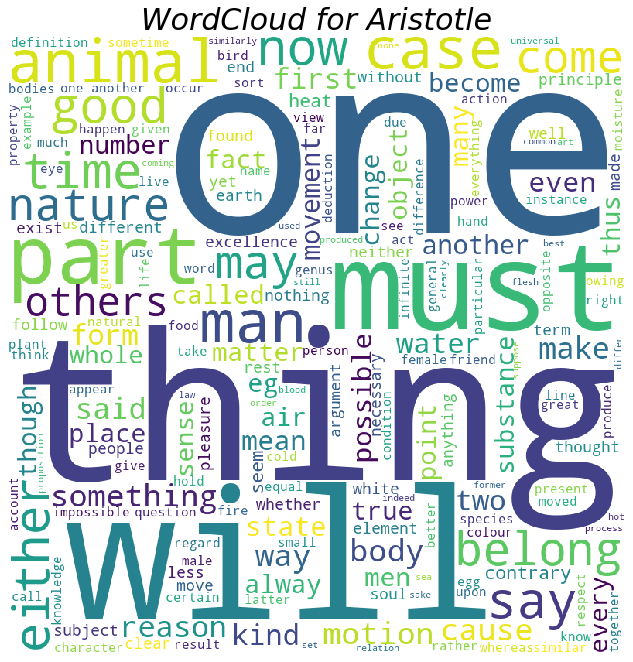 WordCloud for Aristotle
definition sometime similarly now case universal
animal bird none come
bodies one another occur end first without principle
good sort heat become
property example much happen given view far one due action many everything well moisture
number found fact movement deduction change object difference common art
time eye name yet even made
nature live earth power instance
exist us different excellence see hand another thus
part greater life use word genus act neither used produced best
others may nothing infinite general must particular opposite right
called still clearly flesh owing
follow natural form man term
plant think food matter water make
whole take person female friend differ
appear rest possible necessary substance
though said sense law eg blood argument line great produce
place pleasure order air condition point anything
people mean thing thought
account give hold seem cold
something equal white present
impossible question fire whether true indeed two former moved hot
either state element better species process
regard small colour belong
knowledge male way body contrary
call less move alway men egg sea
certain latter soul upon sake say respect every together
subject reason will motion cause know
character clear result kind set relation rather whereas similar